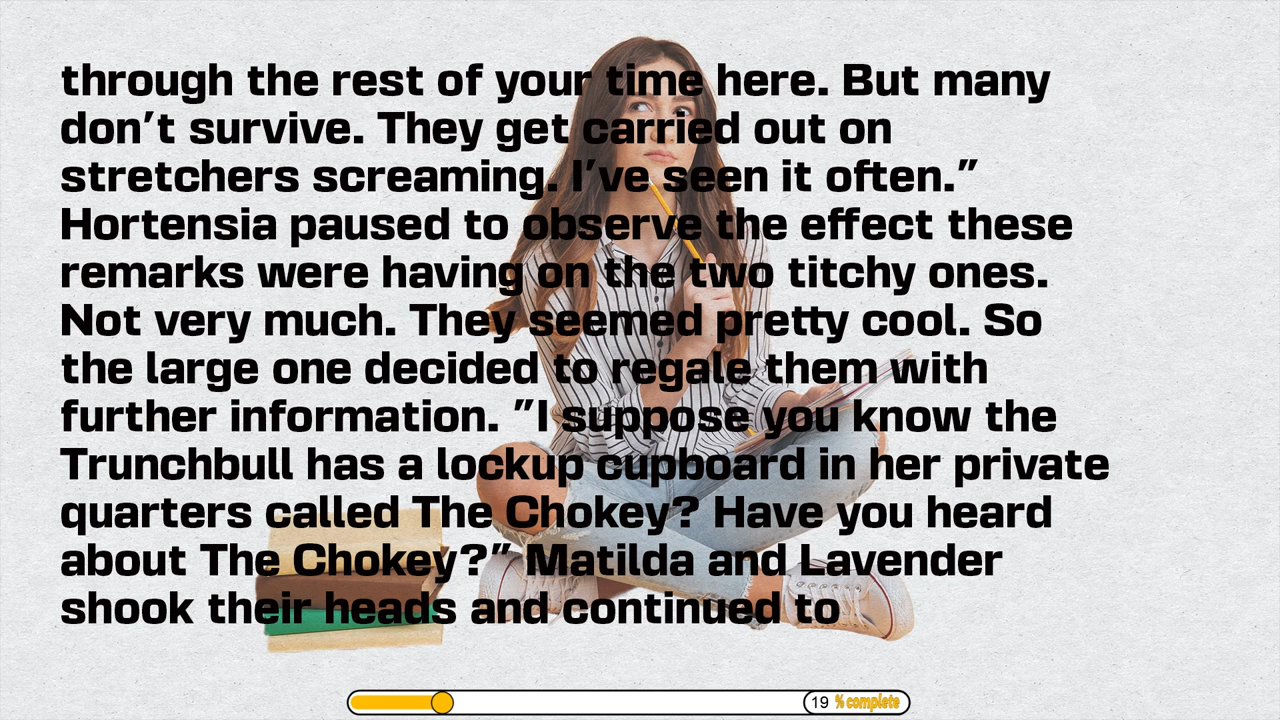 through the rest of your time here. But many
don't survive. They get carried out on
stretchers screaming. I've seen it often."
Hortensia paused to observe the effect these
remarks were having on the two titchy ones.
Not very much. They seemed pretty cool. So
the large one decided to regale them with
further information. "I suppose you know the
Trunchbull has a lockup cupboard in her private
quarters called The Chokey? Have you heard
about The Chokey?" Matilda and Lavender
shook their heads and continued to
19 % complete